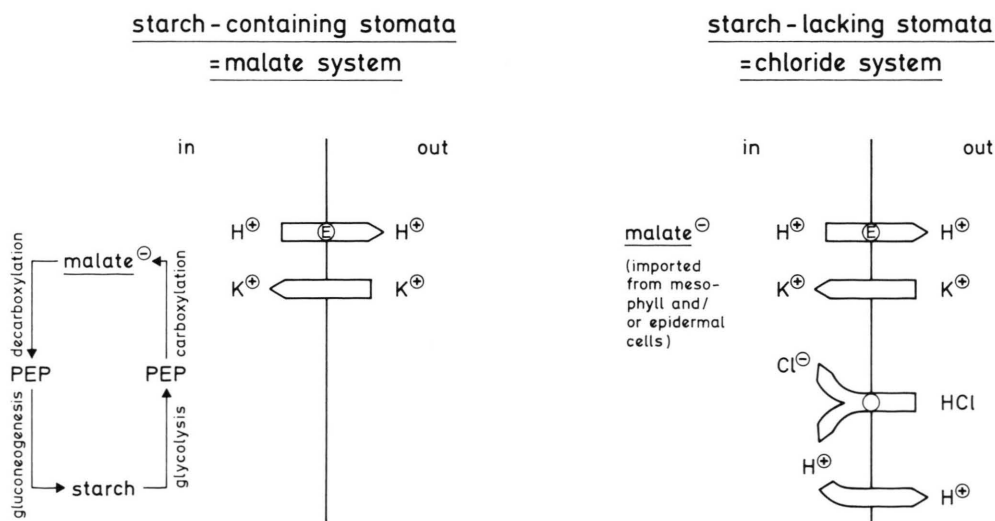 starch-containing stomata
=malate system
in
out
H⊕
E
H⊕
K⊕
K⊕
malate⊖
decarboxylation
carboxylation
PEP
PEP
gluconeogenesis
glycolysis
starch
starch-lacking stomata
=chloride system
in
out
malate⊖
(imported
from meso-
phyll and/
or epidermal
cells)
H⊕
E
H⊕
K⊕
K⊕
Cl⊖
HCl
H⊕
H⊕